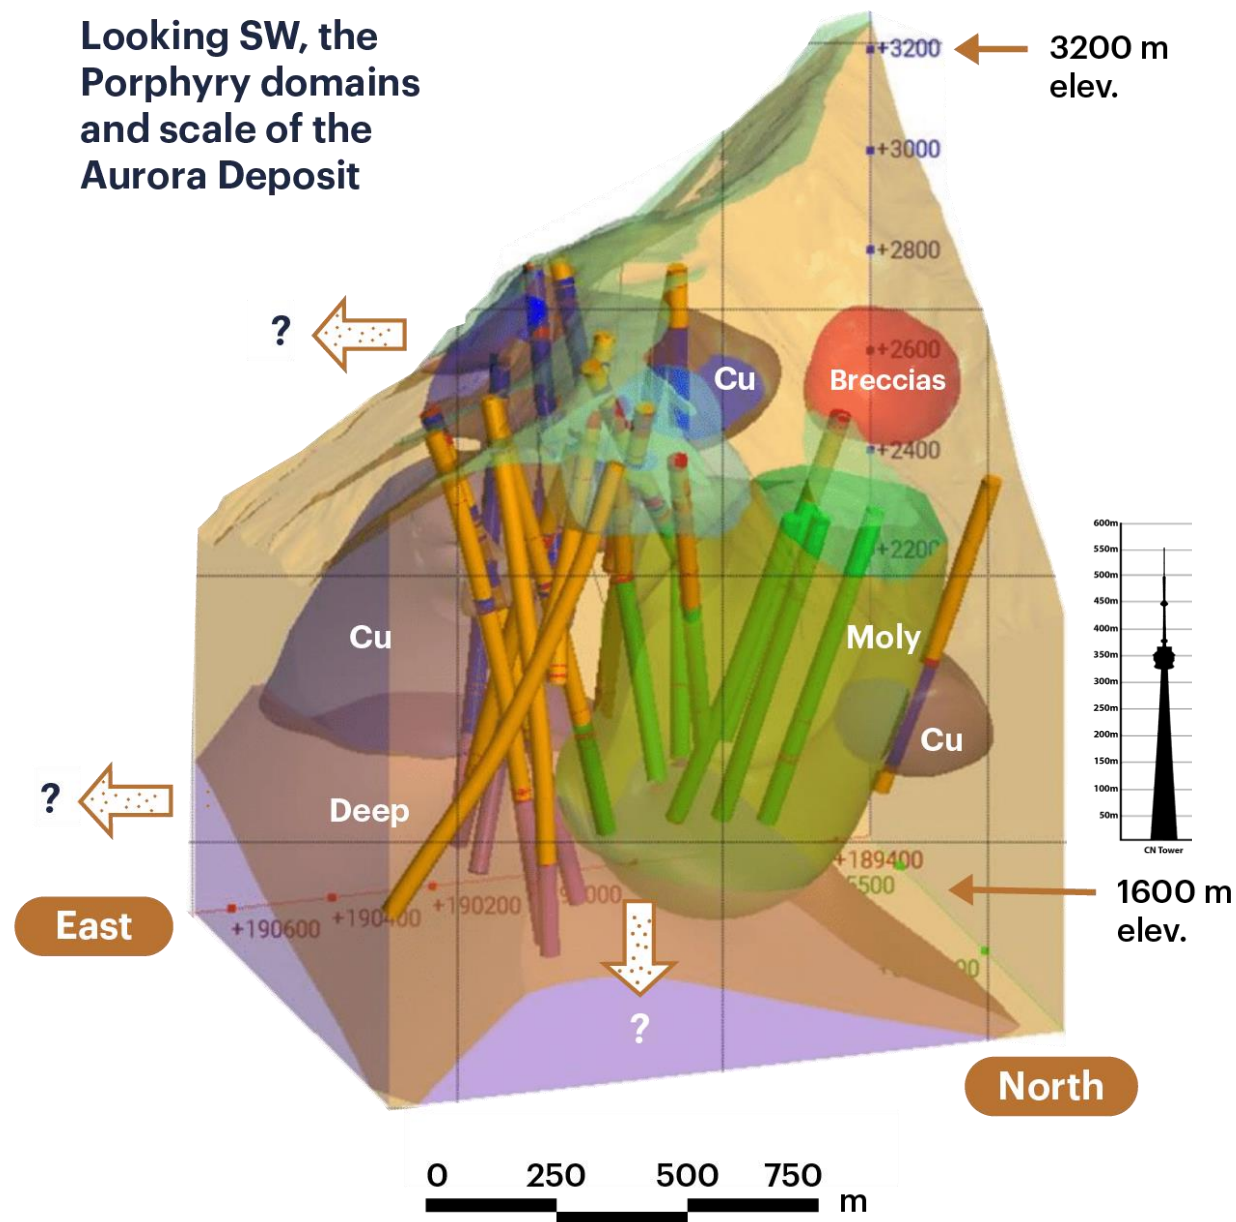 Looking SW, the
Porphyry domains
and scale of the
Aurora Deposit
+3200
3200 m
elev.
+3000
+2800
?
+2600
Cu
Breccias
+2400
+2200
Cu
Moly
Cu
600m
550m
500m
450m
400m
350m
300m
250m
200m
150m
100m
50m
CN Tower
?
Deep
+189400
5500
1600 m
elev.
East
+190600
+190400
+190200
?
North
0 250 500 750
m